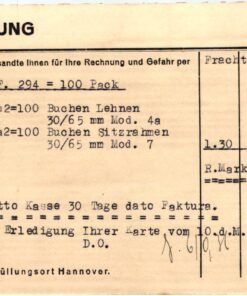 UNG
sandte Ihnen für Ihre Rechnung und Gefahr per
Fracht
F. 294 = 100 Pack
a2=100 Buchen Lehnen
30/65 mm Mod. 4a
a2=100 Buchen Sitzrahmen
30/65 mm Mod. 7
1.30
R.Mark
tto Kasse 30 Tage dato Faktura.
Erledigung Ihrer Karte vom 10.d.M.
D.O.
üllungsort Hannover.